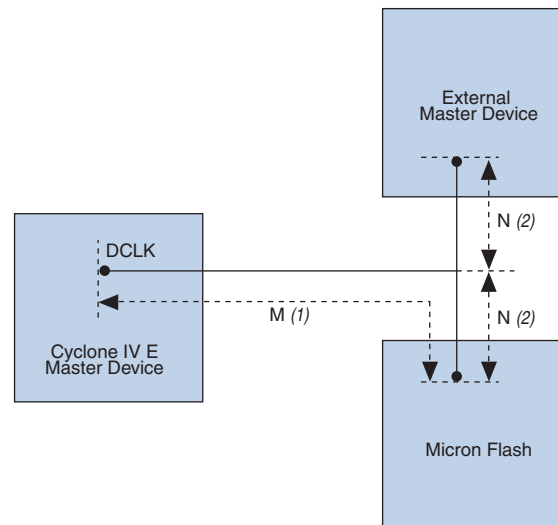 External
Master Device
N (2)
DCLK
M (1)
N (2)
Cyclone IV E
Master Device
Micron Flash